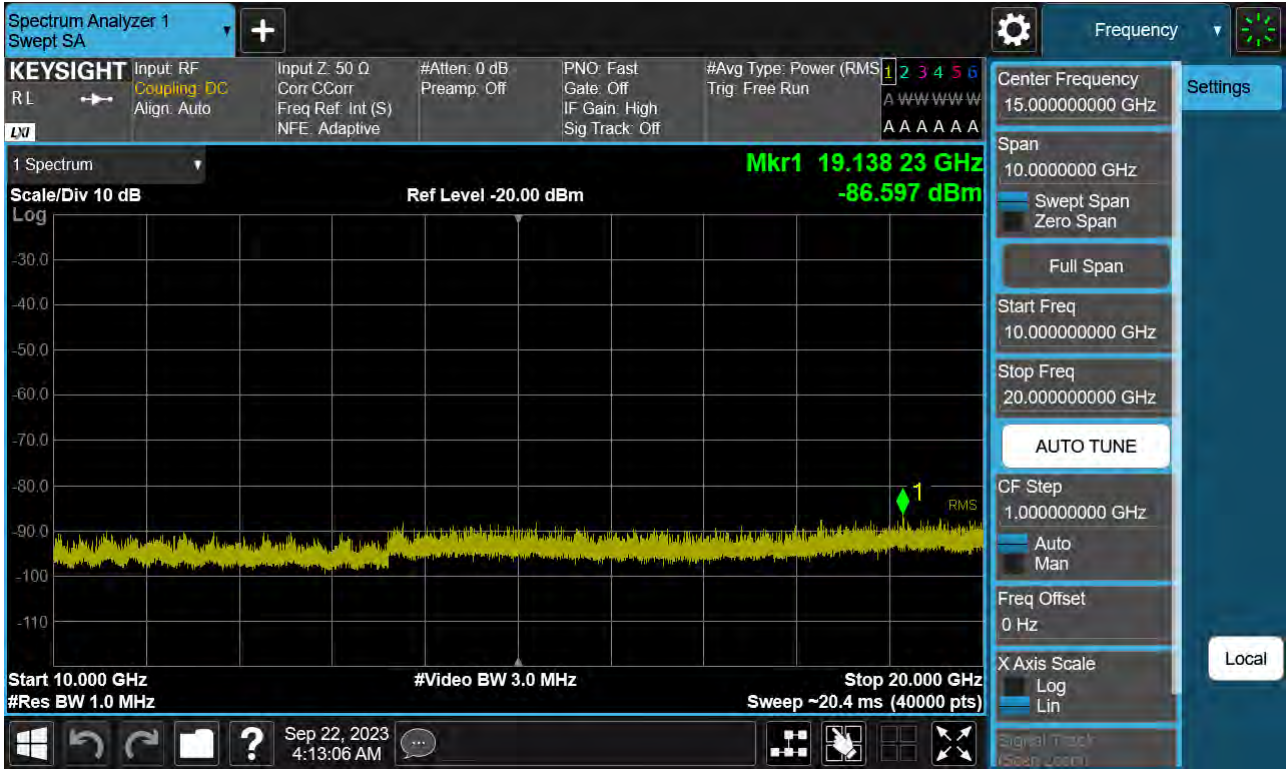 Spectrum Analyzer 1
Swept SA
Frequency
KEYSIGHT
R L
LXI
Input: RF
Coupling: DC
Align: Auto
Input Z: 50 Ω
Corr CCorr
Freq Ref: Int (S)
NFE: Adaptive
#Atten: 0 dB
Preamp: Off
PNO: Fast
Gate: Off
IF Gain: High
Sig Track: Off
#Avg Type: Power (RMS
Trig: Free Run
1 2 3 4 5 6
A W W W W W
A A A A A A
1 Spectrum
Scale/Div 10 dB
Log
Ref Level -20.00 dBm
Mkr1 19.138 23 GHz
-86.597 dBm
-30.0
-40.0
-50.0
-60.0
-70.0
-80.0
-90.0
-100
-110
1
RMS
Start 10.000 GHz
#Video BW 3.0 MHz
Stop 20.000 GHz
#Res BW 1.0 MHz
Sweep ~20.4 ms (40000 pts)
Center Frequency
15.000000000 GHz
Span
10.0000000 GHz
Swept Span
Zero Span
Full Span
Start Freq
10.000000000 GHz
Stop Freq
20.000000000 GHz
AUTO TUNE
CF Step
1.000000000 GHz
Auto
Man
Freq Offset
0 Hz
X Axis Scale
Log
Lin
Signal Track
(Span Zoom)
Settings
Local
?
Sep 22, 2023
4:13:06 AM